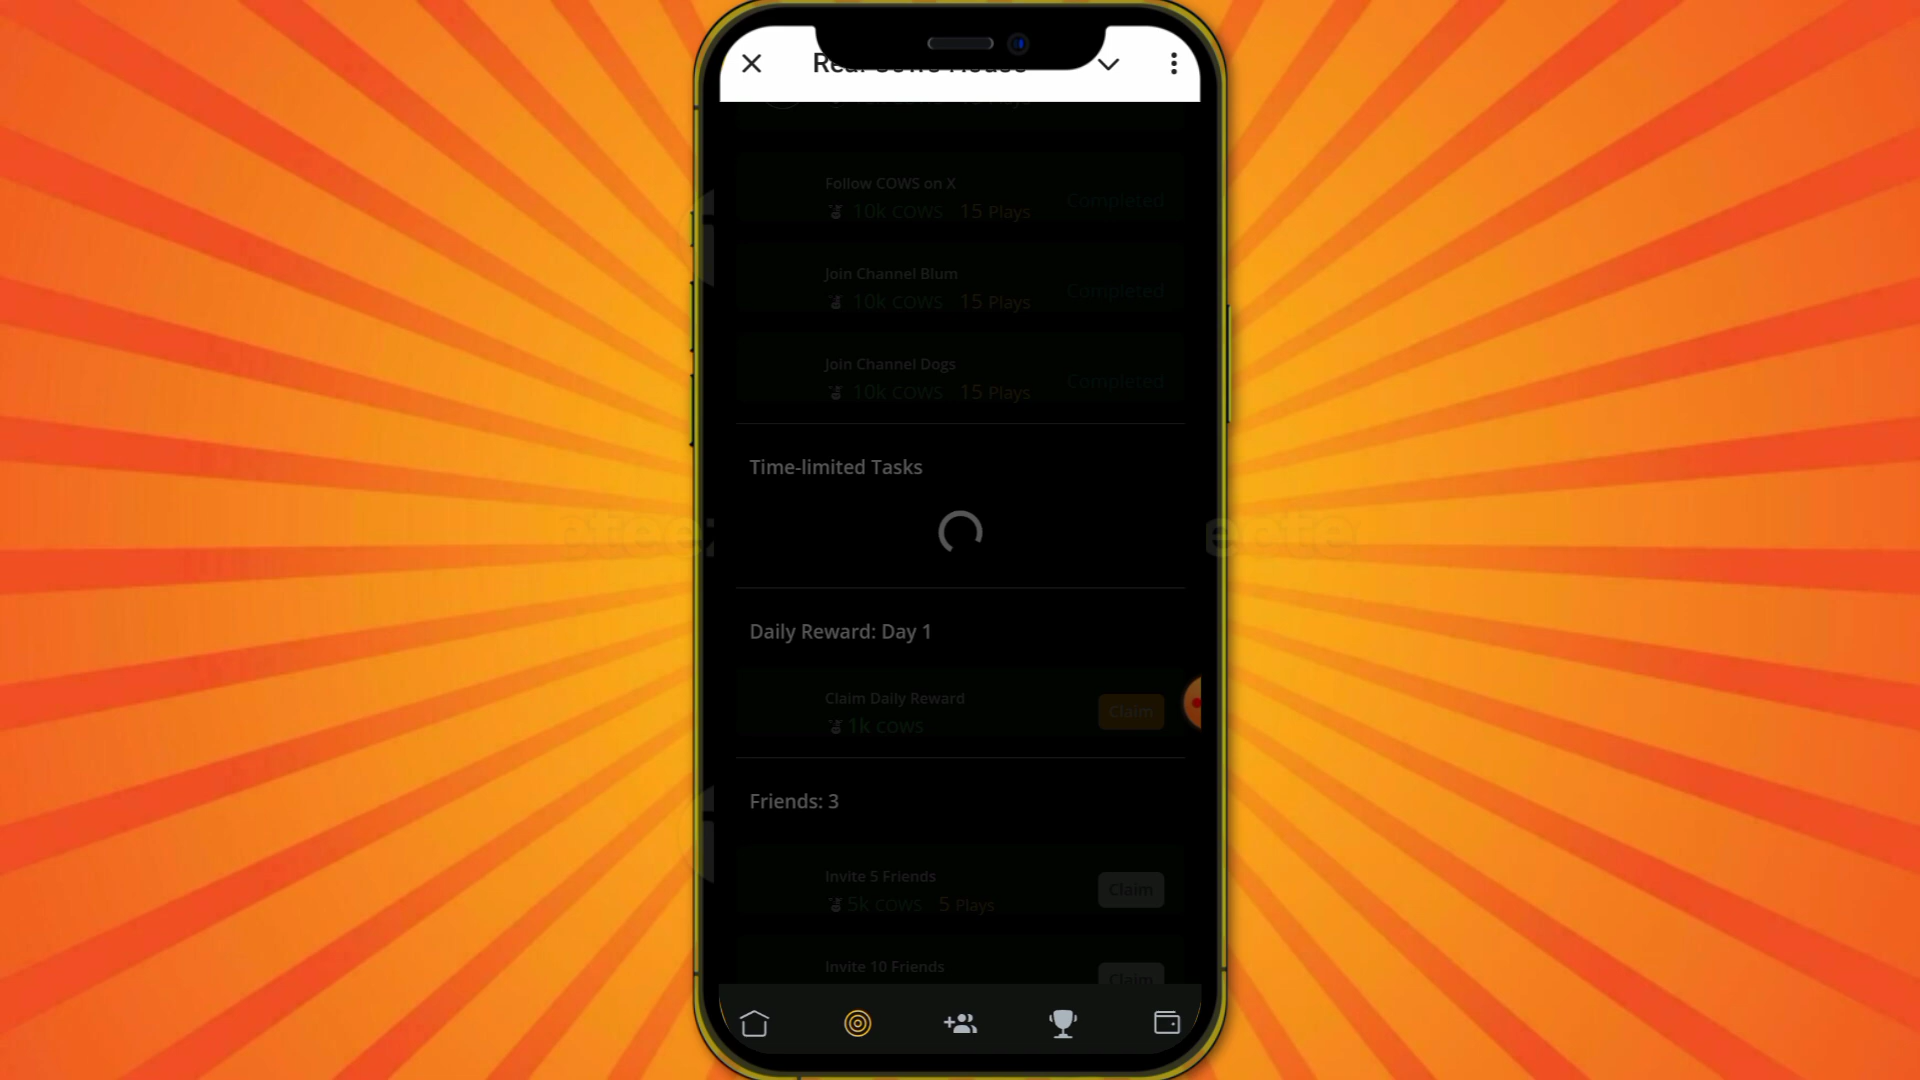 Real Cows House
Follow COWS on X
10k COWS 15 Plays
Completed
Join Channel Blum
10k COWS 15 Plays
Completed
Join Channel Dogs
10k COWS 15 Plays
Completed
Time-limited Tasks
Daily Reward: Day 1
Claim Daily Reward
1k COWS
Claim
Friends: 3
Invite 5 Friends
5k COWS 5 Plays
Claim
Invite 10 Friends
Claim